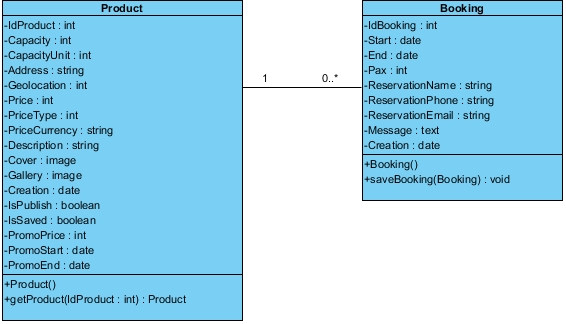 Product
-IdProduct : int
-Capacity : int
-CapacityUnit : int
-Address : string
-Geolocation : int
-Price : int
-PriceType : int
-PriceCurrency : string
-Description : string
-Cover : image
-Gallery : image
-Creation : date
-IsPublish : boolean
-IsSaved : boolean
-PromoPrice : int
-PromoStart : date
-PromoEnd : date
+Product()
+getProduct(IdProduct : int) : Product
1
0..*
Booking
-IdBooking : int
-Start : date
-End : date
-Pax : int
-ReservationName : string
-ReservationPhone : string
-ReservationEmail : string
-Message : text
-Creation : date
+Booking()
+saveBooking(Booking) : void